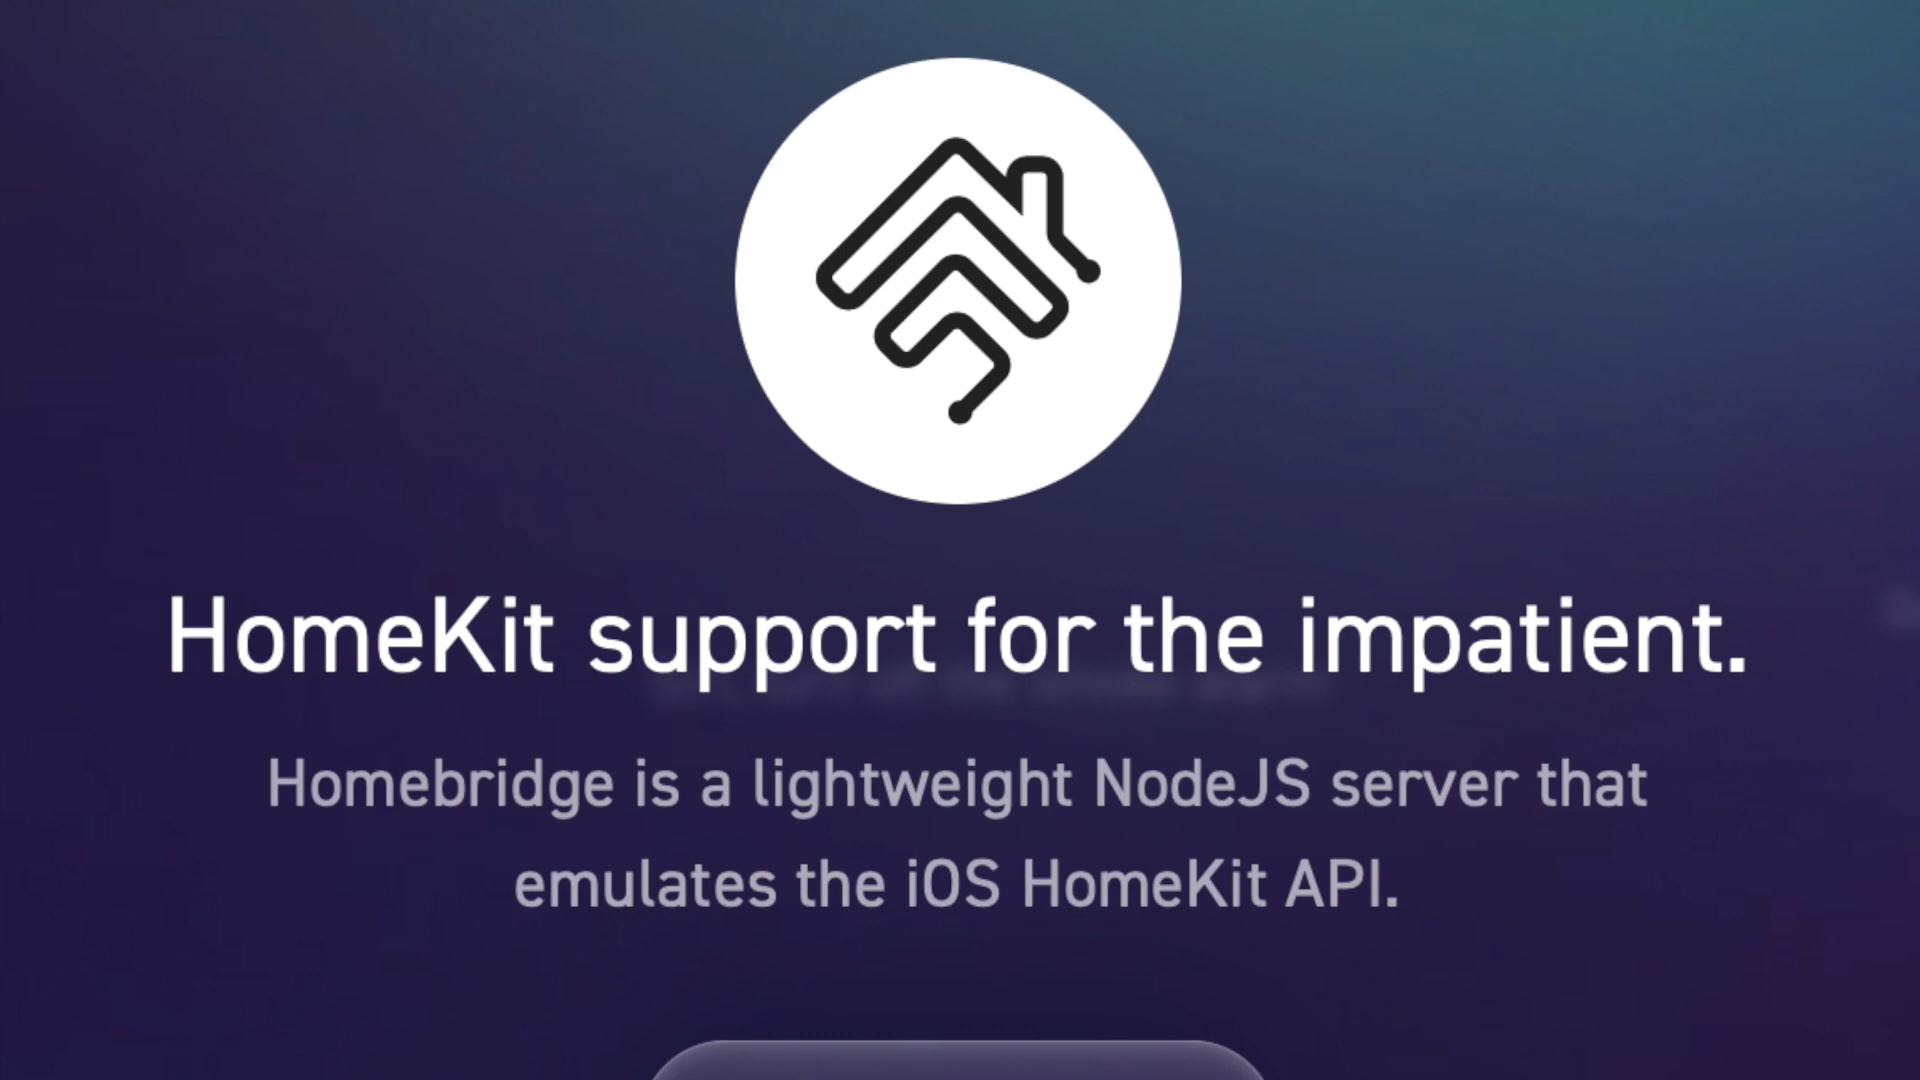 HomeKit support for the impatient.
Homebridge is a lightweight NodeJS server that
emulates the iOS HomeKit API.